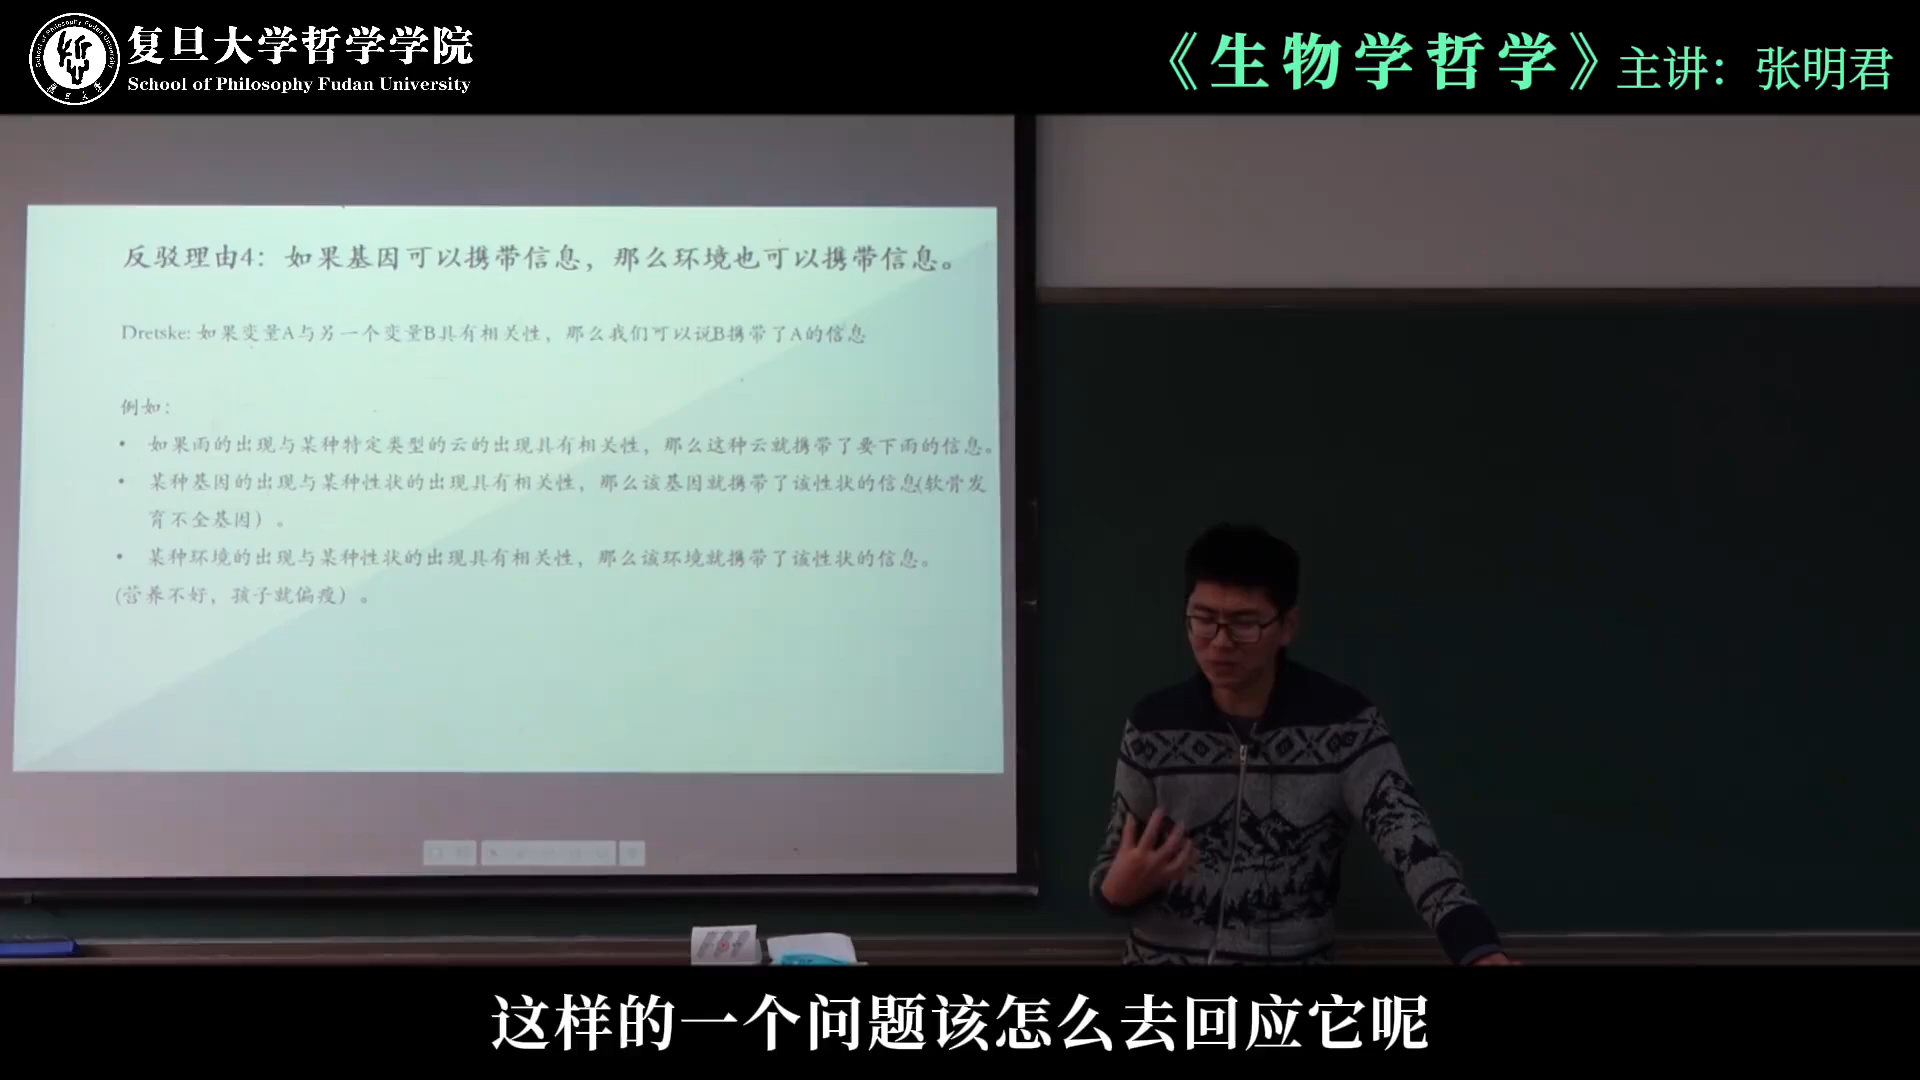 复旦大学哲学学院
School of Philosophy Fudan University
《生物学哲学》主讲：张明君
反驳理由4：如果基因可以携带信息，那么环境也可以携带信息。
Dretske: 如果变量A与另一个变量B具有相关性，那么我们可以说B携带了A的信息
例如：
• 如果雨的出现与某种特定类型的云的出现具有相关性，那么这种云就携带了要下雨的信息。
• 某种基因的出现与某种性状的出现具有相关性，那么该基因就携带了该性状的信息(软骨发
育不全基因）。
• 某种环境的出现与某种性状的出现具有相关性，那么该环境就携带了该性状的信息。
(营养不好，孩子就偏瘦）。
这样的一个问题该怎么去回应它呢